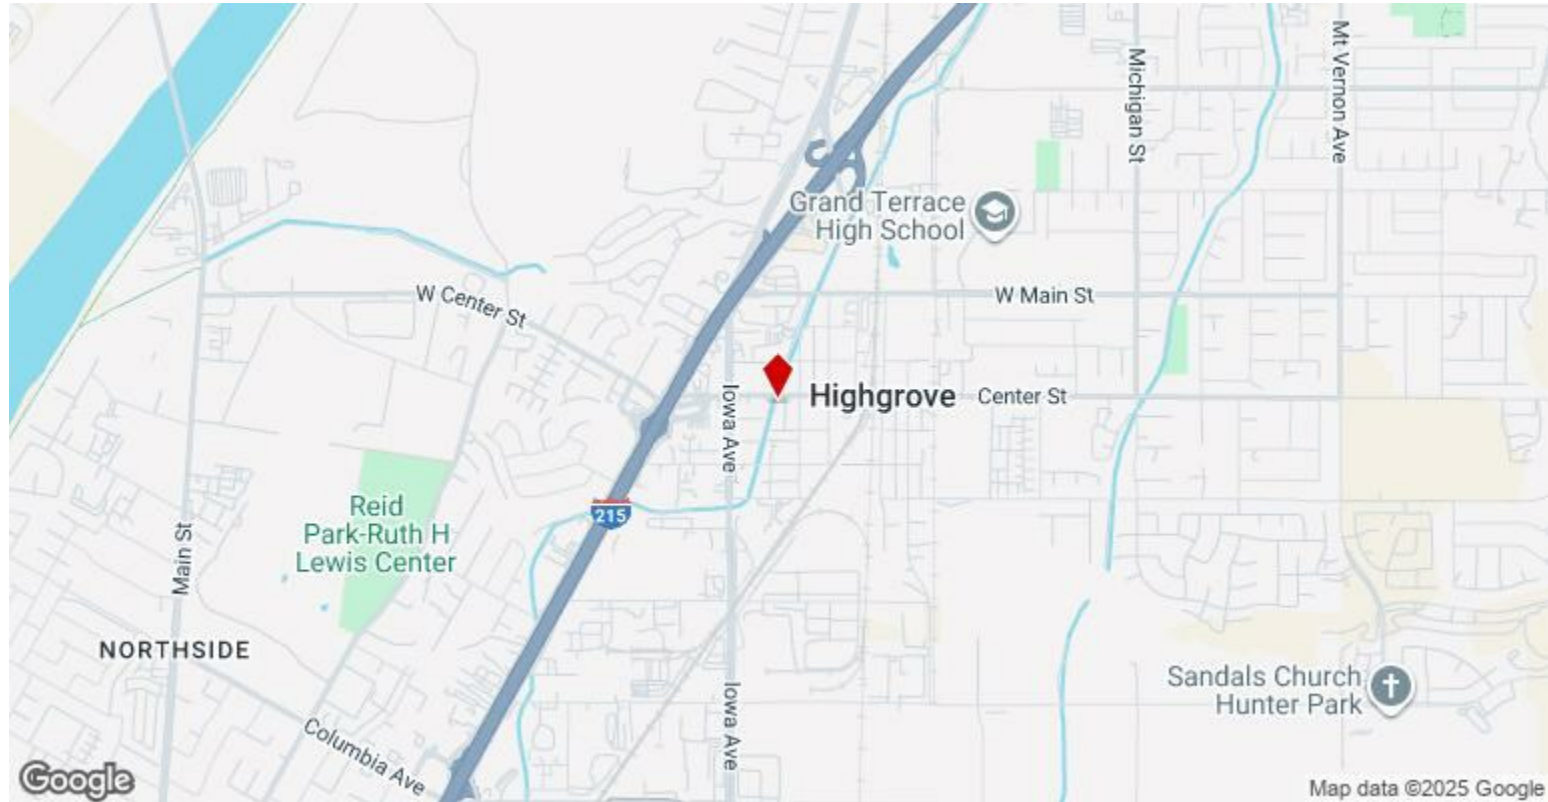 Michigan St
Mt Vernon Ave
Grand Terrace
High School
W Center St
W Main St
Iowa Ave
Highgrove
Center St
Reid
Park-Ruth H
Lewis Center
215
Main St
NORTHSIDE
Sandals Church
Hunter Park
Iowa Ave
Columbia Ave
Google
Map data ©2025 Google